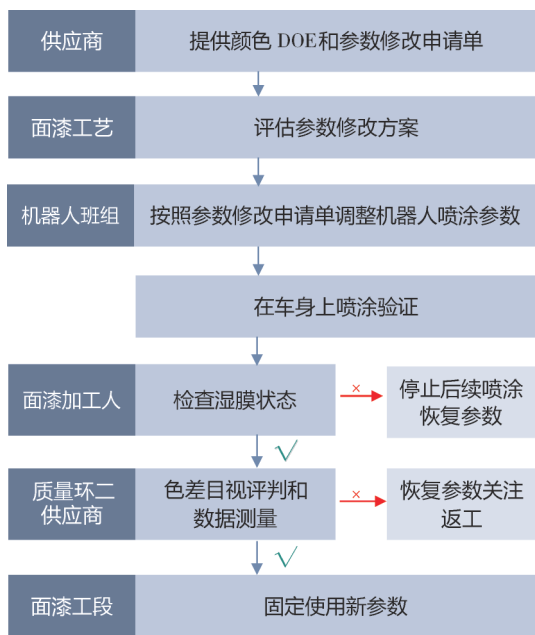 供应商 提供颜色 DOE和参数修改申请单
面漆工艺 评估参数修改方案
机器人班组 按照参数修改申请单调整机器人喷涂参数
在车身上喷涂验证
面漆加工人 检查湿膜状态 × 停止后续喷涂
恢复参数
√
质量环二 色差目视评判和 × 恢复参数关注
供应商 数据测量 返工
√
面漆工段 固定使用新参数